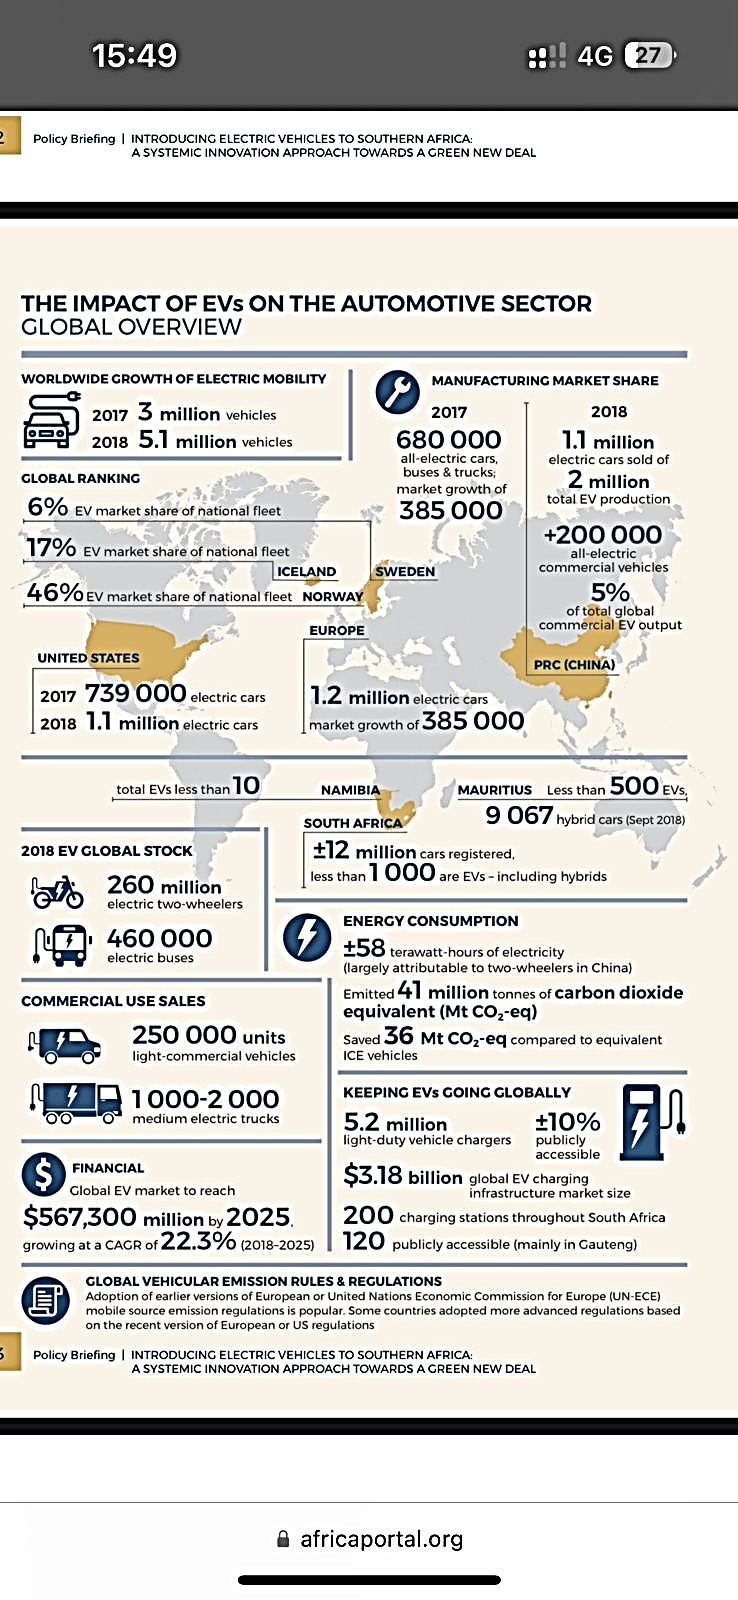 15:49
4G
27
2
Policy Briefing | INTRODUCING ELECTRIC VEHICLES TO SOUTHERN AFRICA:
A SYSTEMIC INNOVATION APPROACH TOWARDS A GREEN NEW DEAL
THE IMPACT OF EVs ON THE AUTOMOTIVE SECTOR
GLOBAL OVERVIEW
WORLDWIDE GROWTH OF ELECTRIC MOBILITY
2017 3 million vehicles
2018 5.1 million vehicles
MANUFACTURING MARKET SHARE
2017
680 000
all-electric cars,
buses & trucks;
market growth of
385 000
2018
1.1 million
electric cars sold of
2 million
total EV production
+200 000
all-electric
commercial vehicles
5%
of total global
commercial EV output
PRC (CHINA)
GLOBAL RANKING
6% EV market share of national fleet
17% EV market share of national fleet
ICELAND
SWEDEN
46% EV market share of national fleet NORWAY
EUROPE
1.2 million electric cars
market growth of 385 000
UNITED STATES
2017 739 000 electric cars
2018 1.1 million electric cars
total EVs less than 10
NAMIBIA
MAURITIUS Less than 500 EVs,
9 067 hybrid cars (Sept 2018)
SOUTH AFRICA
±12 million cars registered,
less than 1 000 are EVs – including hybrids
2018 EV GLOBAL STOCK
260 million
electric two-wheelers
460 000
electric buses
ENERGY CONSUMPTION
±58 terawatt-hours of electricity
(largely attributable to two-wheelers in China)
Emitted 41 million tonnes of carbon dioxide
equivalent (Mt CO₂-eq)
Saved 36 Mt CO₂-eq compared to equivalent
ICE vehicles
COMMERCIAL USE SALES
250 000 units
light-commercial vehicles
1 000-2 000
medium electric trucks
KEEPING EVs GOING GLOBALLY
5.2 million
light-duty vehicle chargers
±10%
publicly
accessible
$3.18 billion global EV charging
infrastructure market size
200 charging stations throughout South Africa
120 publicly accessible (mainly in Gauteng)
$ FINANCIAL
Global EV market to reach
$567,300 million by 2025,
growing at a CAGR of 22.3% (2018–2025)
GLOBAL VEHICULAR EMISSION RULES & REGULATIONS
Adoption of earlier versions of European or United Nations Economic Commission for Europe (UN-ECE)
mobile source emission regulations is popular. Some countries adopted more advanced regulations based
on the recent version of European or US regulations
3
Policy Briefing | INTRODUCING ELECTRIC VEHICLES TO SOUTHERN AFRICA:
A SYSTEMIC INNOVATION APPROACH TOWARDS A GREEN NEW DEAL
africaportal.org